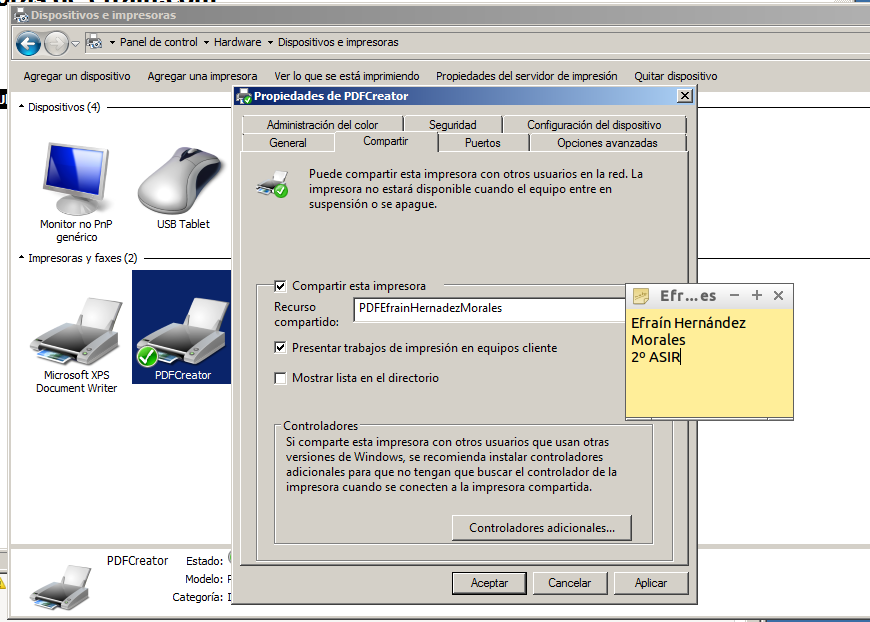 Dispositivos e impresoras
Panel de control Hardware Dispositivos e impresoras
Agregar un dispositivo Agregar una impresora Ver lo que se está imprimiendo Propiedades del servidor de impresión Quitar dispositivo
Dispositivos (4)
Monitor no PnP
genérico
USB Tablet
Impresoras y faxes (2)
Microsoft XPS
Document Writer
PDFCreator
Propiedades de PDFCreator
Administración del color Seguridad Configuración del dispositivo
General Compartir Puertos Opciones avanzadas
Puede compartir esta impresora con otros usuarios en la red. La
impresora no estará disponible cuando el equipo entre en
suspensión o se apague.
Compartir esta impresora
Recurso
compartido:
PDFEfrainHernadezMorales
Presentar trabajos de impresión en equipos cliente
Mostrar lista en el directorio
Controladores
Si comparte esta impresora con otros usuarios que usan otras
versiones de Windows, se recomienda instalar controladores
adicionales para que no tengan que buscar el controlador de la
impresora cuando se conecten a la impresora compartida.
Controladores adicionales...
Aceptar Cancelar Aplicar
Efr...es
Efraín Hernández
Morales
2º ASIR
PDFCreator Estado:
Modelo:
Categoría: